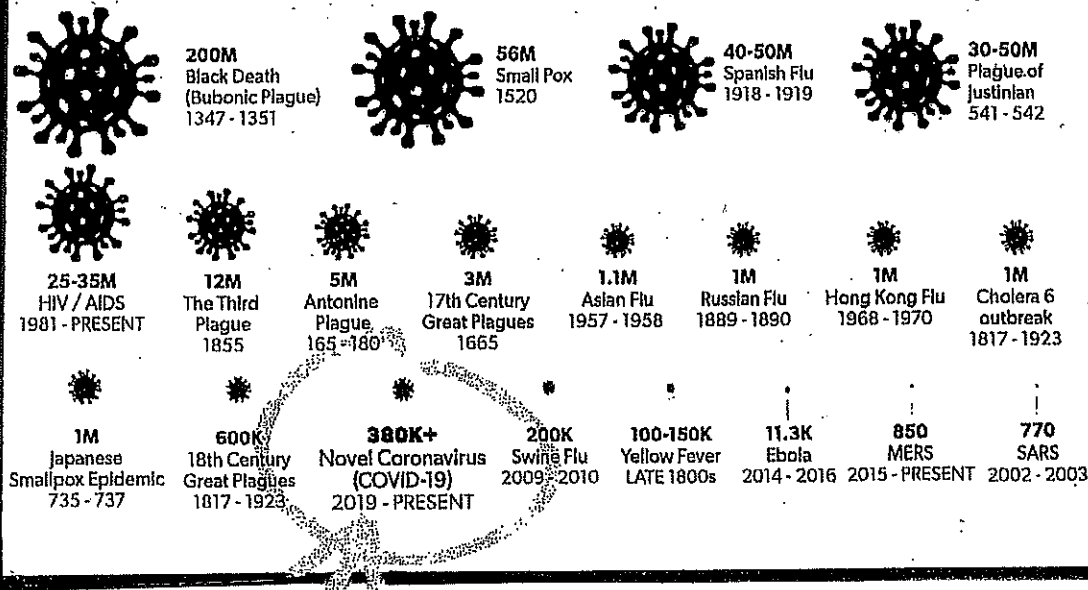 200M
Black Death
(Bubonic Plague)
1347 - 1351
56M
Small Pox
1520
40-50M
Spanish Flu
1918 - 1919
30-50M
Plague of
Justinian
541 - 542
25-35M
HIV / AIDS
1981 - PRESENT
12M
The Third
Plague
1855
5M
Antonine
Plague
165 - 180
3M
17th Century
Great Plagues
1665
1.1M
Asian Flu
1957 - 1958
1M
Russian Flu
1889 - 1890
1M
Hong Kong Flu
1968 - 1970
1M
Cholera 6
outbreak
1817 - 1923
1M
Japanese
Smallpox Epidemic
735 - 737
600K
18th Century
Great Plagues
1817 - 1923
380K+
Novel Coronavirus
(COVID-19)
2019 - PRESENT
200K
Swine Flu
2009 - 2010
100-150K
Yellow Fever
LATE 1800s
11.3K
Ebola
2014 - 2016
850
MERS
2015 - PRESENT
770
SARS
2002 - 2003